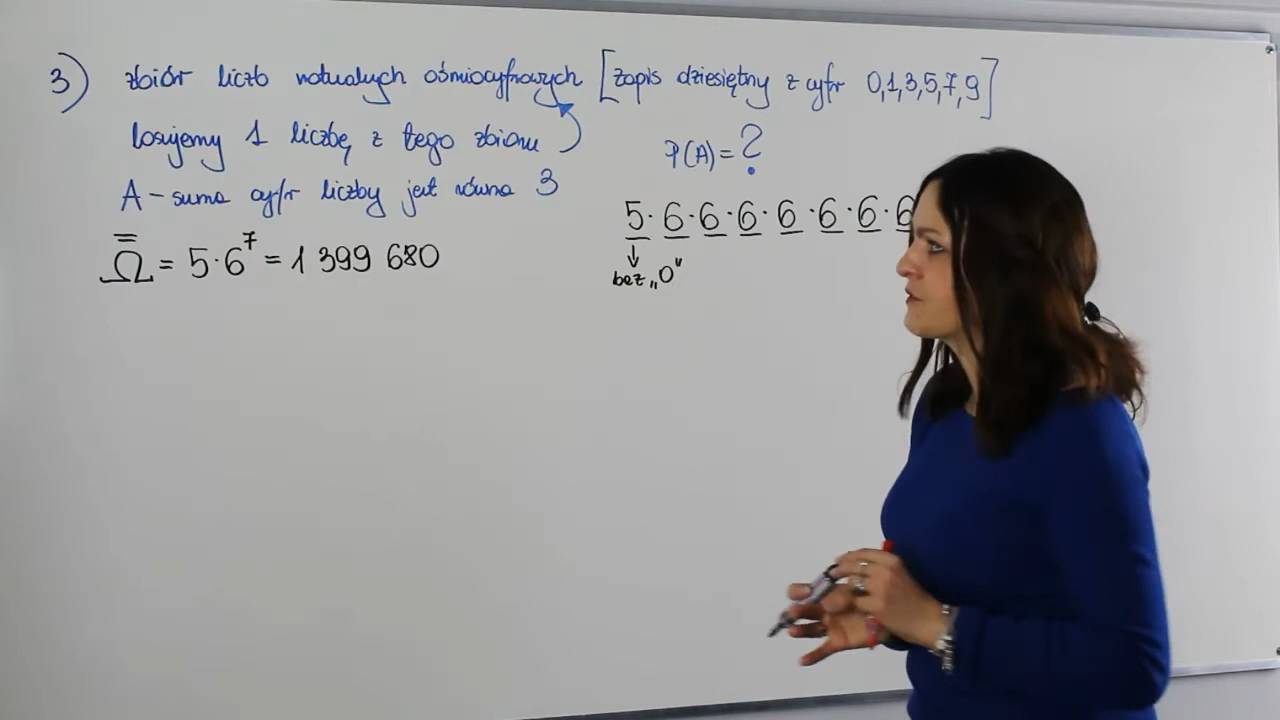 3) zbiór liczb naturalnych ośmiocyfrowych [zapis dziesiętny z cyfr 0,1,3,5,7,9]
losujemy 1 liczbę z tego zbioru
P(A)=?
A - suma cyfr liczby jest równa 3
5·6·6·6·6·6·6·6
bez „0”
Ω̿ = 5·6⁷ = 1 399 680